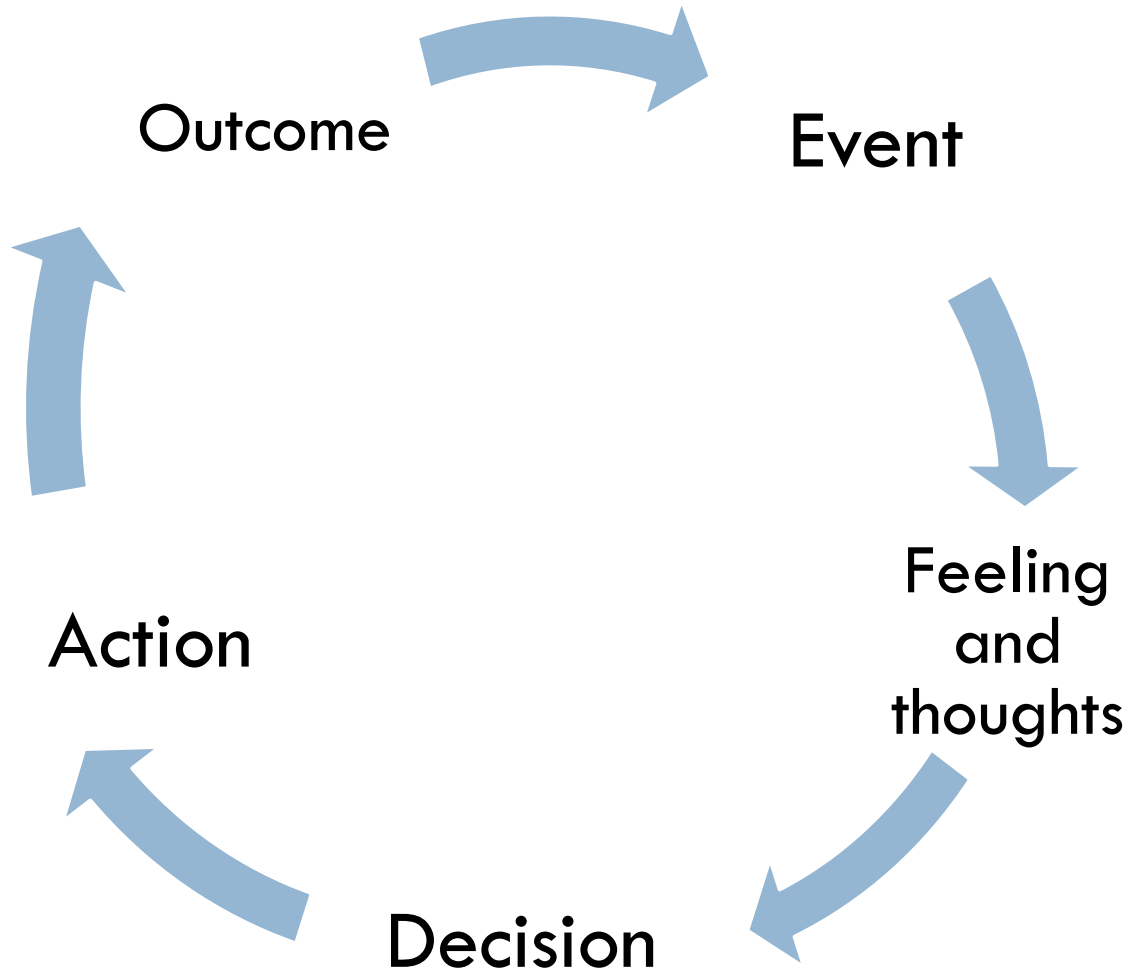 Outcome
Event
Feeling
and
thoughts
Action
Decision